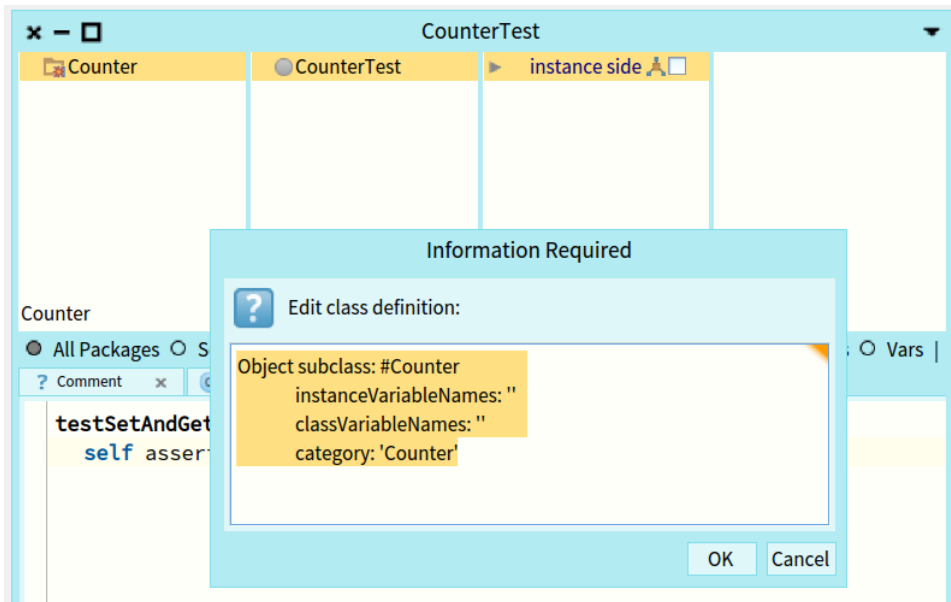 CounterTest
Counter
CounterTest
instance side
Information Required
Edit class definition:
Counter
All Packages
Vars |
? Comment x
Object subclass: #Counter
instanceVariableNames: ''
classVariableNames: ''
category: 'Counter'
testSetAndGet
self
OK
Cancel